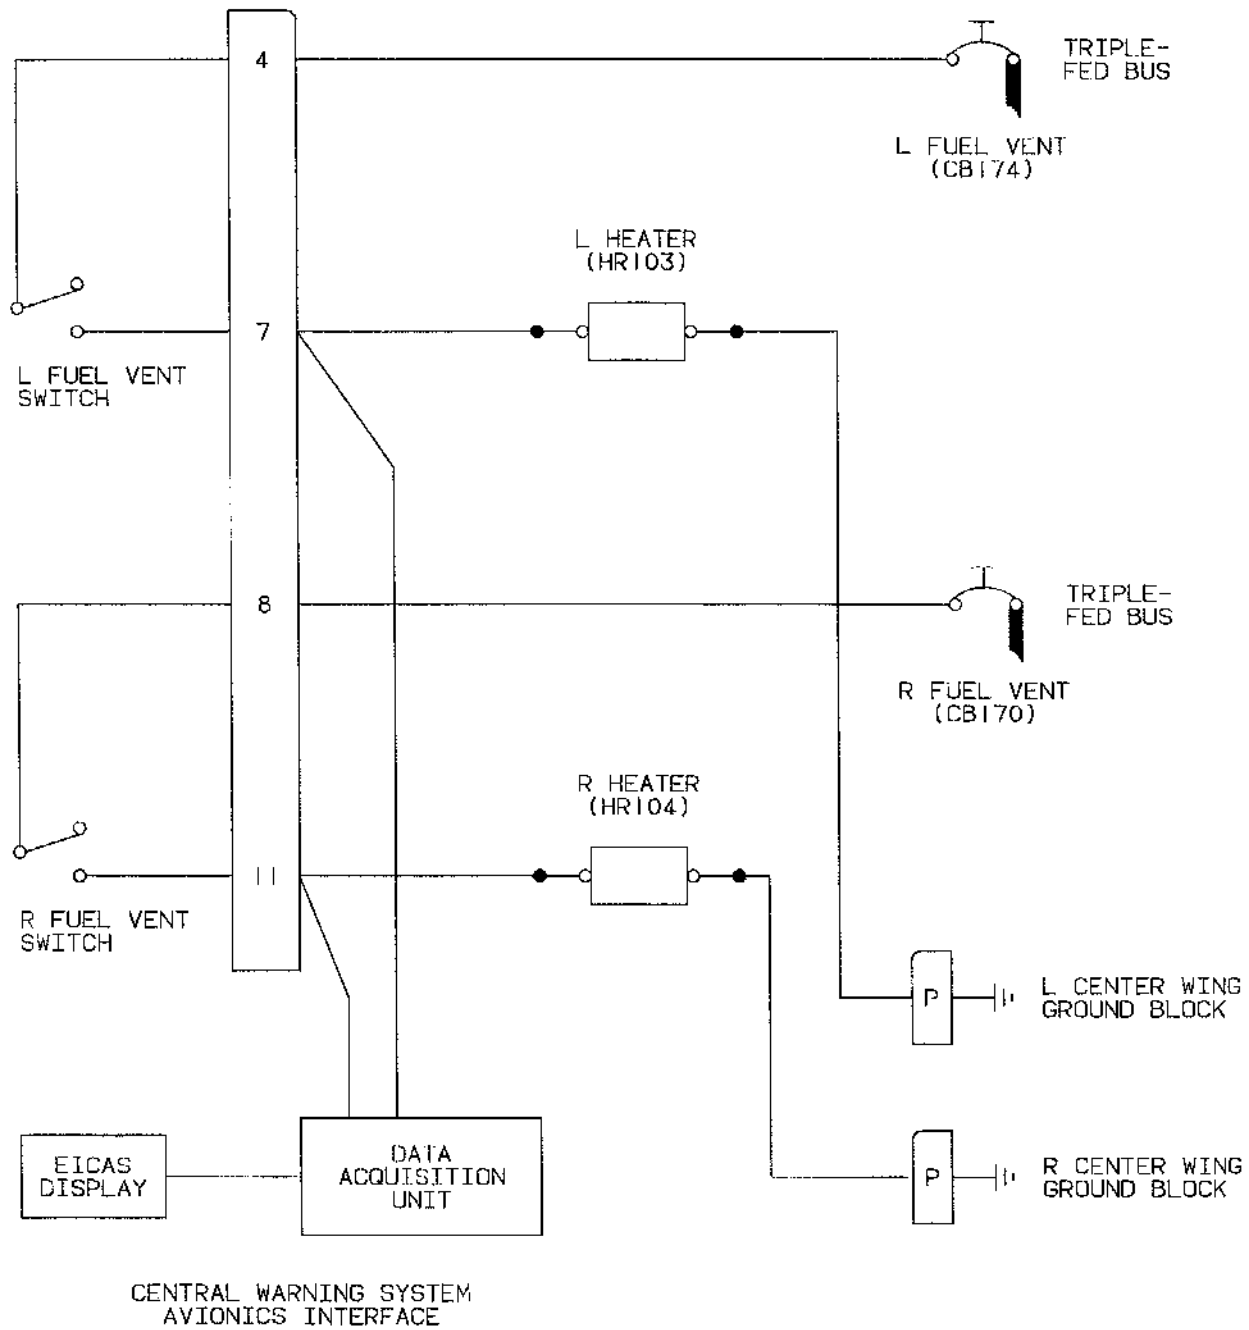 4
TRIPLE-
FED BUS
L FUEL VENT
(CB174)
L HEATER
(HR103)
7
L FUEL VENT
SWITCH
8
TRIPLE-
FED BUS
R FUEL VENT
(CB170)
R HEATER
(HR104)
11
R FUEL VENT
SWITCH
P
L CENTER WING
GROUND BLOCK
EICAS
DISPLAY
DATA
ACQUISITION
UNIT
P
R CENTER WING
GROUND BLOCK
CENTRAL WARNING SYSTEM
AVIONICS INTERFACE